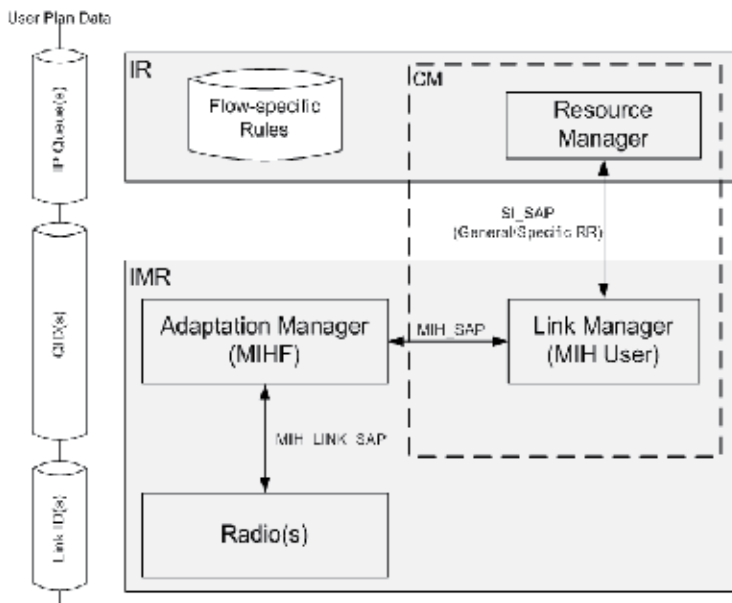 User Plan Data
IP Queue(s)
QID(s)
Link ID(s)
IR
Flow-specific
Rules
CM
Resource
Manager
SI_SAP
(General/Specific RR)
IMR
Adaptation Manager
(MIHF)
MIH_SAP
Link Manager
(MIH User)
MIH_LINK_SAP
Radio(s)